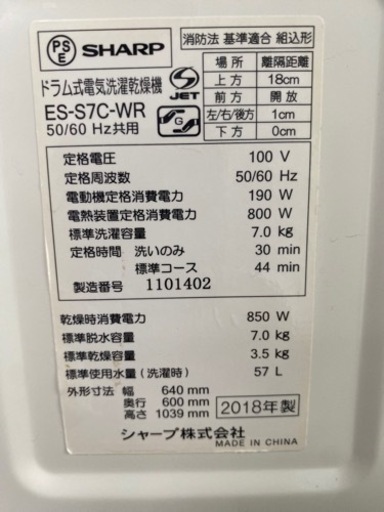 PS
E SHARP
ドラム式電気洗濯乾燥機
S-JET
ES-S7C-WR
50/60 Hz共用
消防法 基準適合 組込形
場所 離隔距離
上方 18cm
前方 開放
左/右/後方 1cm
下方 0cm
定格電圧 100 V
定格周波数 50/60 Hz
電動機定格消費電力 190 W
電熱装置定格消費電力 800 W
標準洗濯容量 7.0 kg
定格時間 洗いのみ 30 min
標準コース 44 min
製造番号 1101402
乾燥時消費電力 850 W
標準脱水容量 7.0 kg
標準乾燥容量 3.5 kg
標準使用水量(洗濯時) 57 L
外形寸法 幅 640 mm
奥行 600 mm
高さ 1039 mm
2018年製
シャープ株式会社
MADE IN CHINA